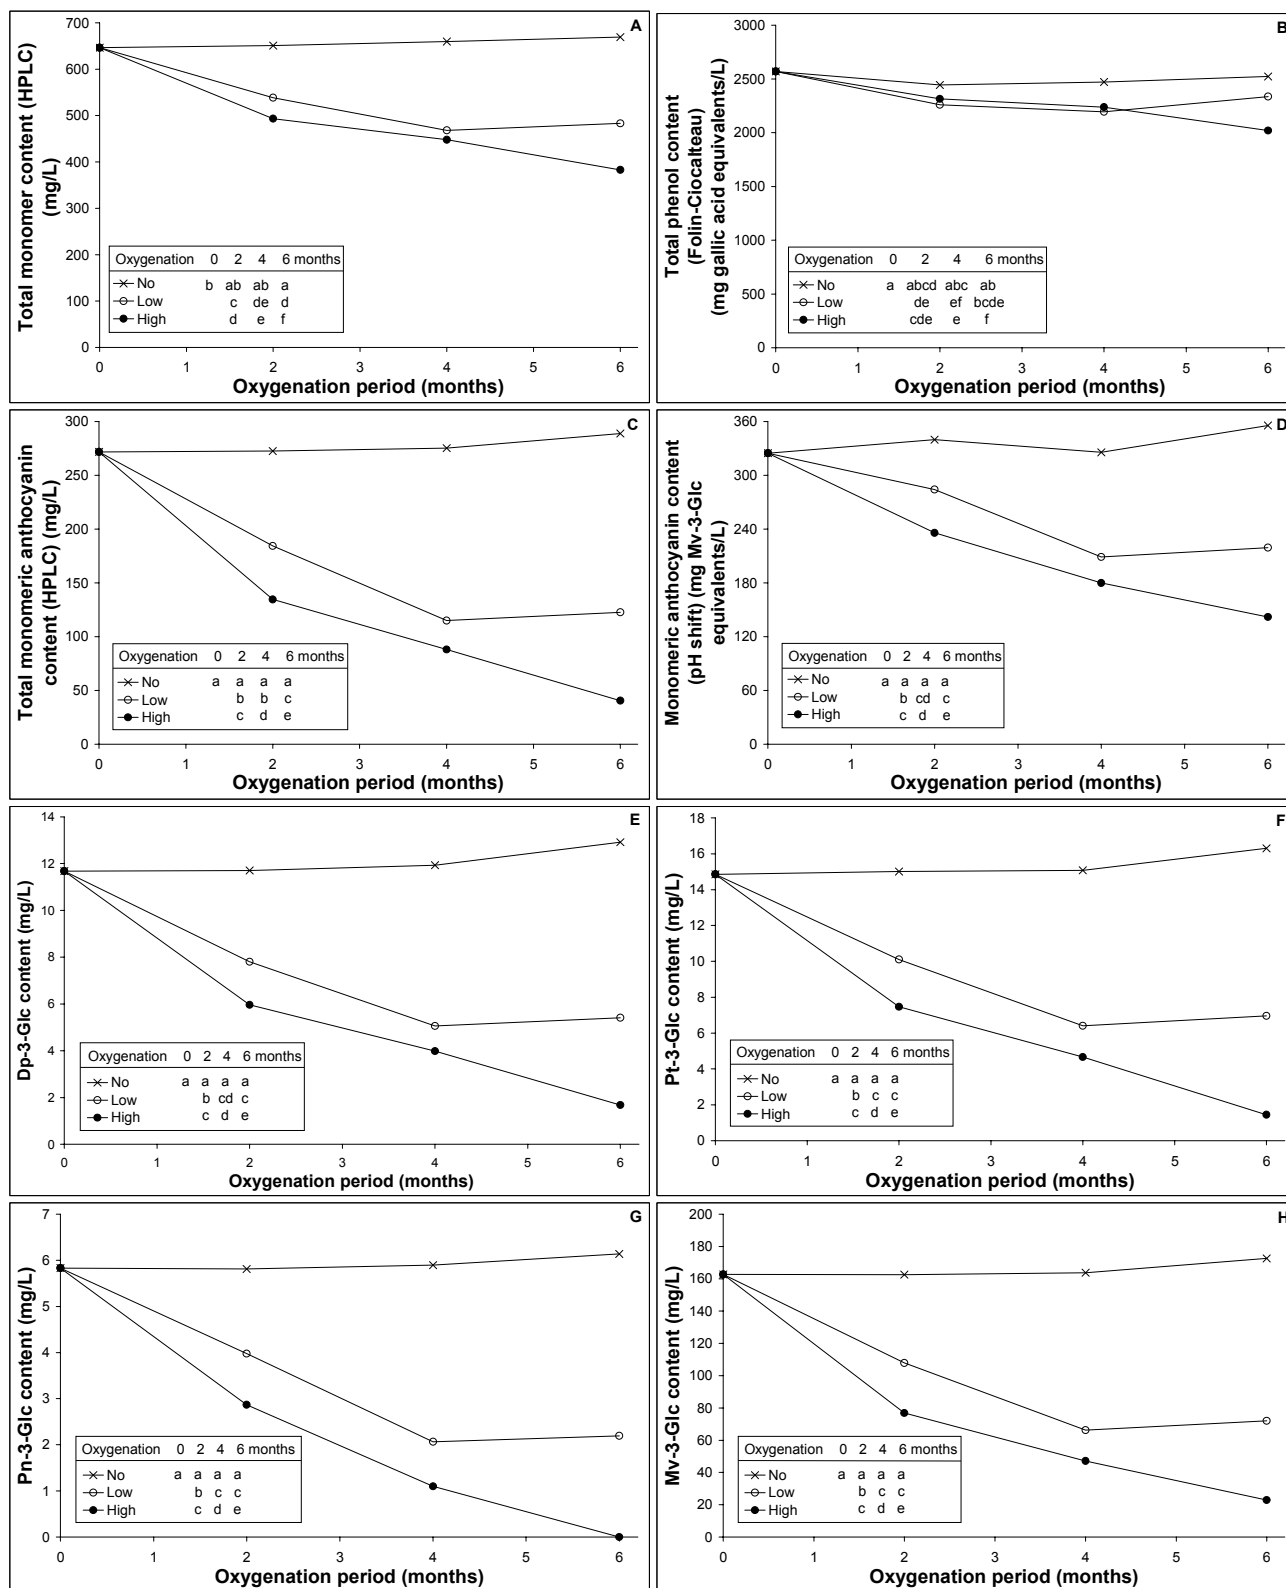 A
Total monomer content (HPLC)
(mg/L)
700
600
500
400
300
200
100
0
Oxygenation 0 2 4 6 months
No b ab ab a
Low c de d
High d e f
0 1 2 3 4 5 6
Oxygenation period (months)
B
Total phenol content
(Folin-Ciocalteau)
(mg gallic acid equivalents/L)
3000
2500
2000
1500
1000
500
0
Oxygenation 0 2 4 6 months
No a abcd abc ab
Low de ef bcde
High cde e f
0 1 2 3 4 5 6
Oxygenation period (months)
C
Total monomeric anthocyanin
content (HPLC) (mg/L)
300
250
200
150
100
50
0
Oxygenation 0 2 4 6 months
No a a a a
Low b b c
High c d e
0 1 2 3 4 5 6
Oxygenation period (months)
D
Monomeric anthocyanin content
(pH shift) (mg Mv-3-Glc
equivalents/L)
360
300
240
180
120
60
0
Oxygenation 0 2 4 6 months
No a a a a
Low b cd c
High c d e
0 1 2 3 4 5 6
Oxygenation period (months)
E
Dp-3-Glc content (mg/L)
14
12
10
8
6
4
2
0
Oxygenation 0 2 4 6 months
No a a a a
Low b cd c
High c d e
0 1 2 3 4 5 6
Oxygenation period (months)
F
Pt-3-Glc content (mg/L)
18
16
14
12
10
8
6
4
2
0
Oxygenation 0 2 4 6 months
No a a a a
Low b c c
High c d e
0 1 2 3 4 5 6
Oxygenation period (months)
G
Pn-3-Glc content (mg/L)
7
6
5
4
3
2
1
0
Oxygenation 0 2 4 6 months
No a a a a
Low b c c
High c d e
0 1 2 3 4 5 6
Oxygenation period (months)
H
Mv-3-Glc content (mg/L)
200
180
160
140
120
100
80
60
40
20
0
Oxygenation 0 2 4 6 months
No a a a a
Low b c c
High c d e
0 1 2 3 4 5 6
Oxygenation period (months)